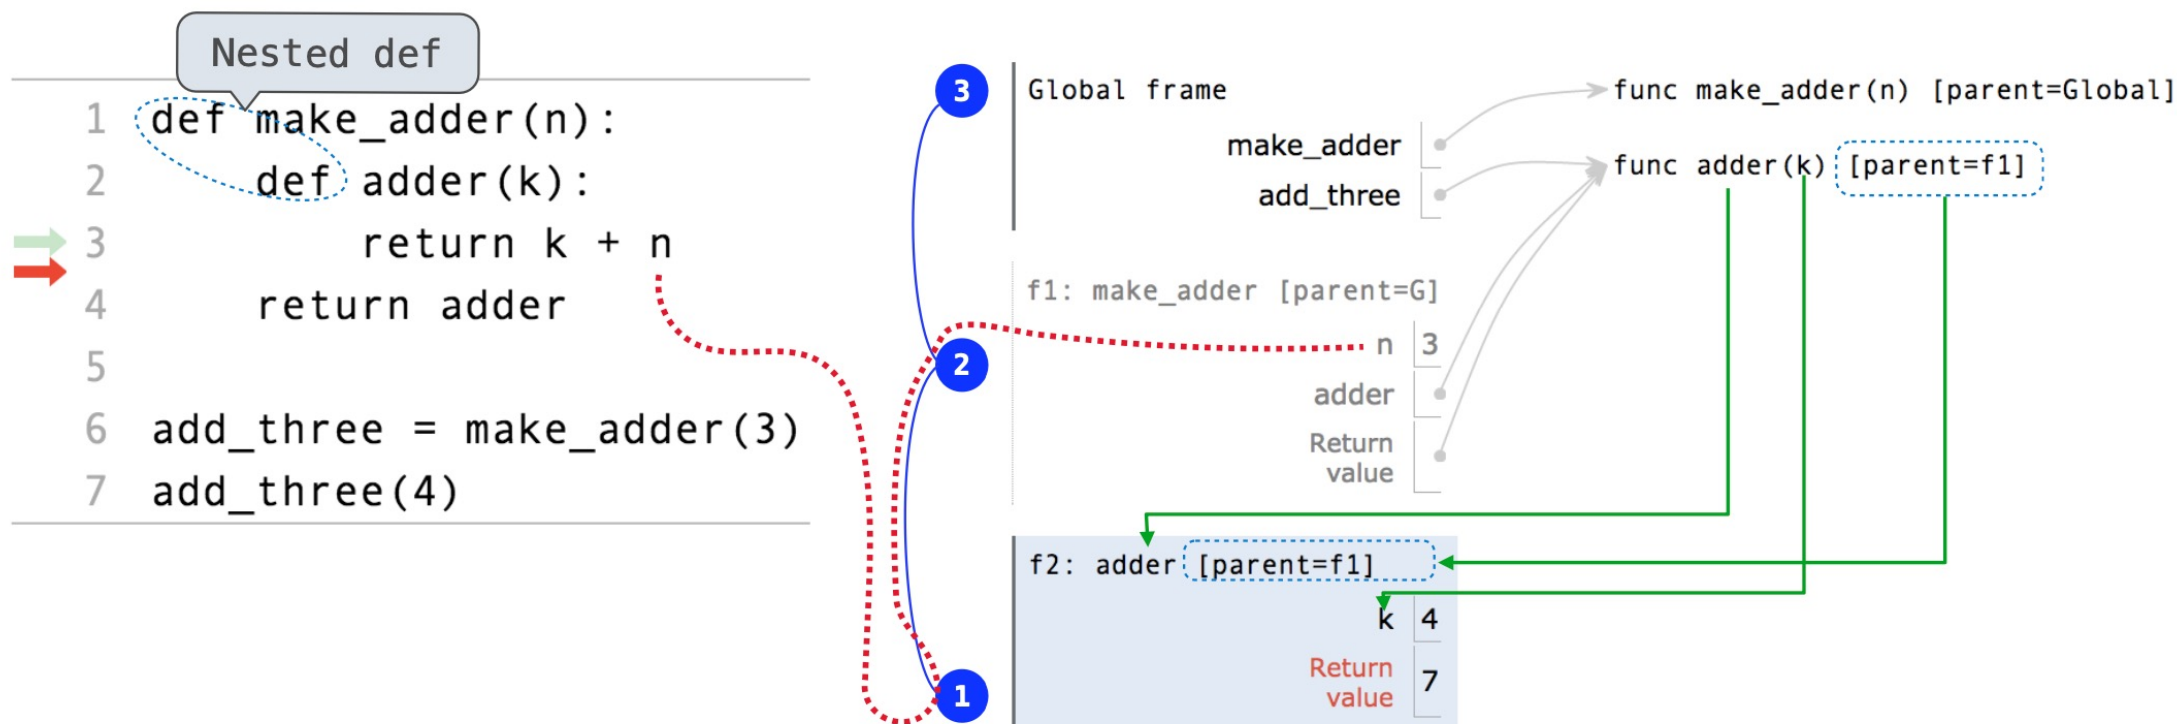 Nested def
1 def make_adder(n):
2     def adder(k):
3         return k + n
4     return adder
5
6 add_three = make_adder(3)
7 add_three(4)
3
2
1
Global frame
make_adder
add_three
func make_adder(n) [parent=Global]
func adder(k) [parent=f1]
f1: make_adder [parent=G]
n 3
adder
Return
value
f2: adder [parent=f1]
k 4
Return
value 7